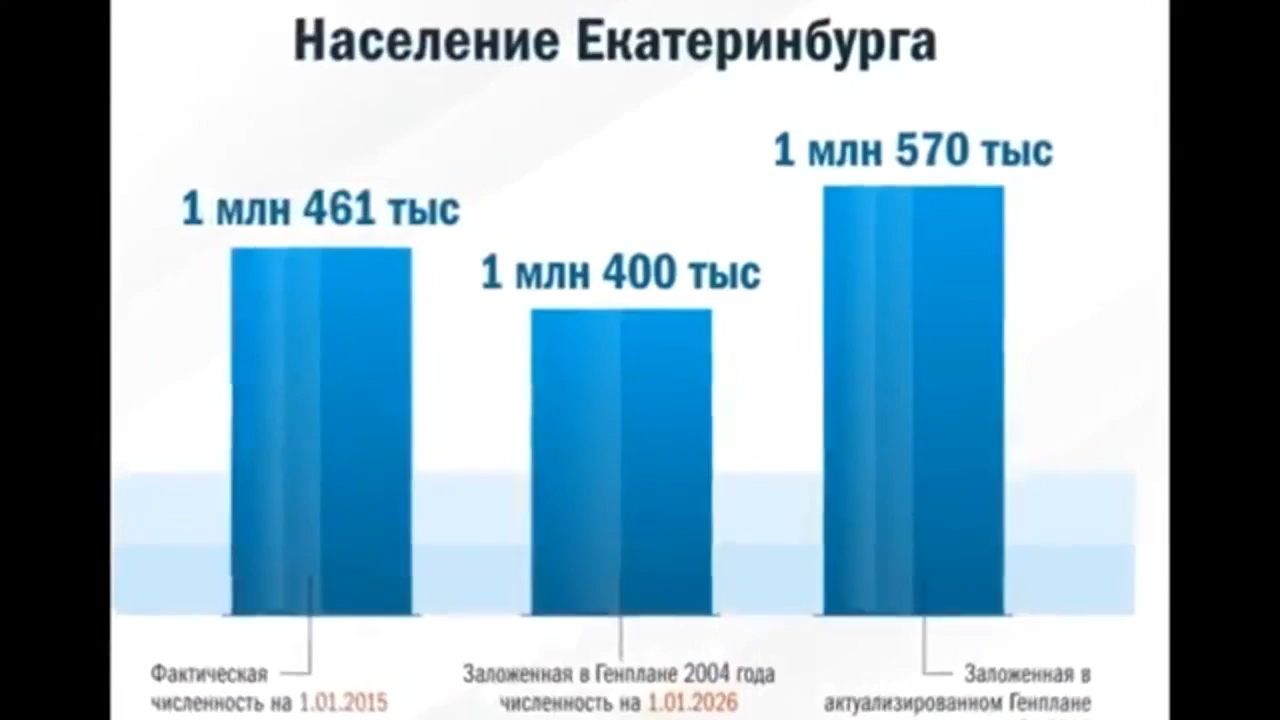 Население Екатеринбурга
1 млн 570 тыс
1 млн 461 тыс
1 млн 400 тыс
Фактическая
численность на 1.01.2015
Заложенная в Генплане 2004 года
численность на 1.01.2026
Заложенная в
актуализированном Генплане